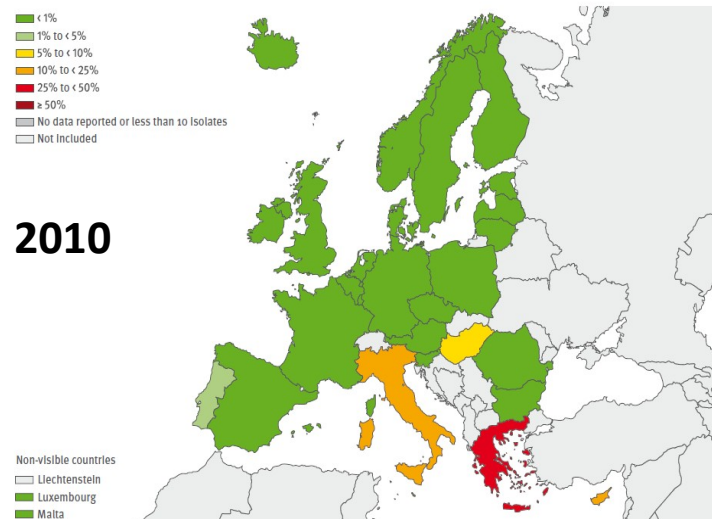 < 1%
1% to < 5%
5% to < 10%
10% to < 25%
25% to < 50%
≥ 50%
No data reported or less than 10 Isolates
Not Included
2010
Non-visible countries
Liechtenstein
Luxembourg
Malta